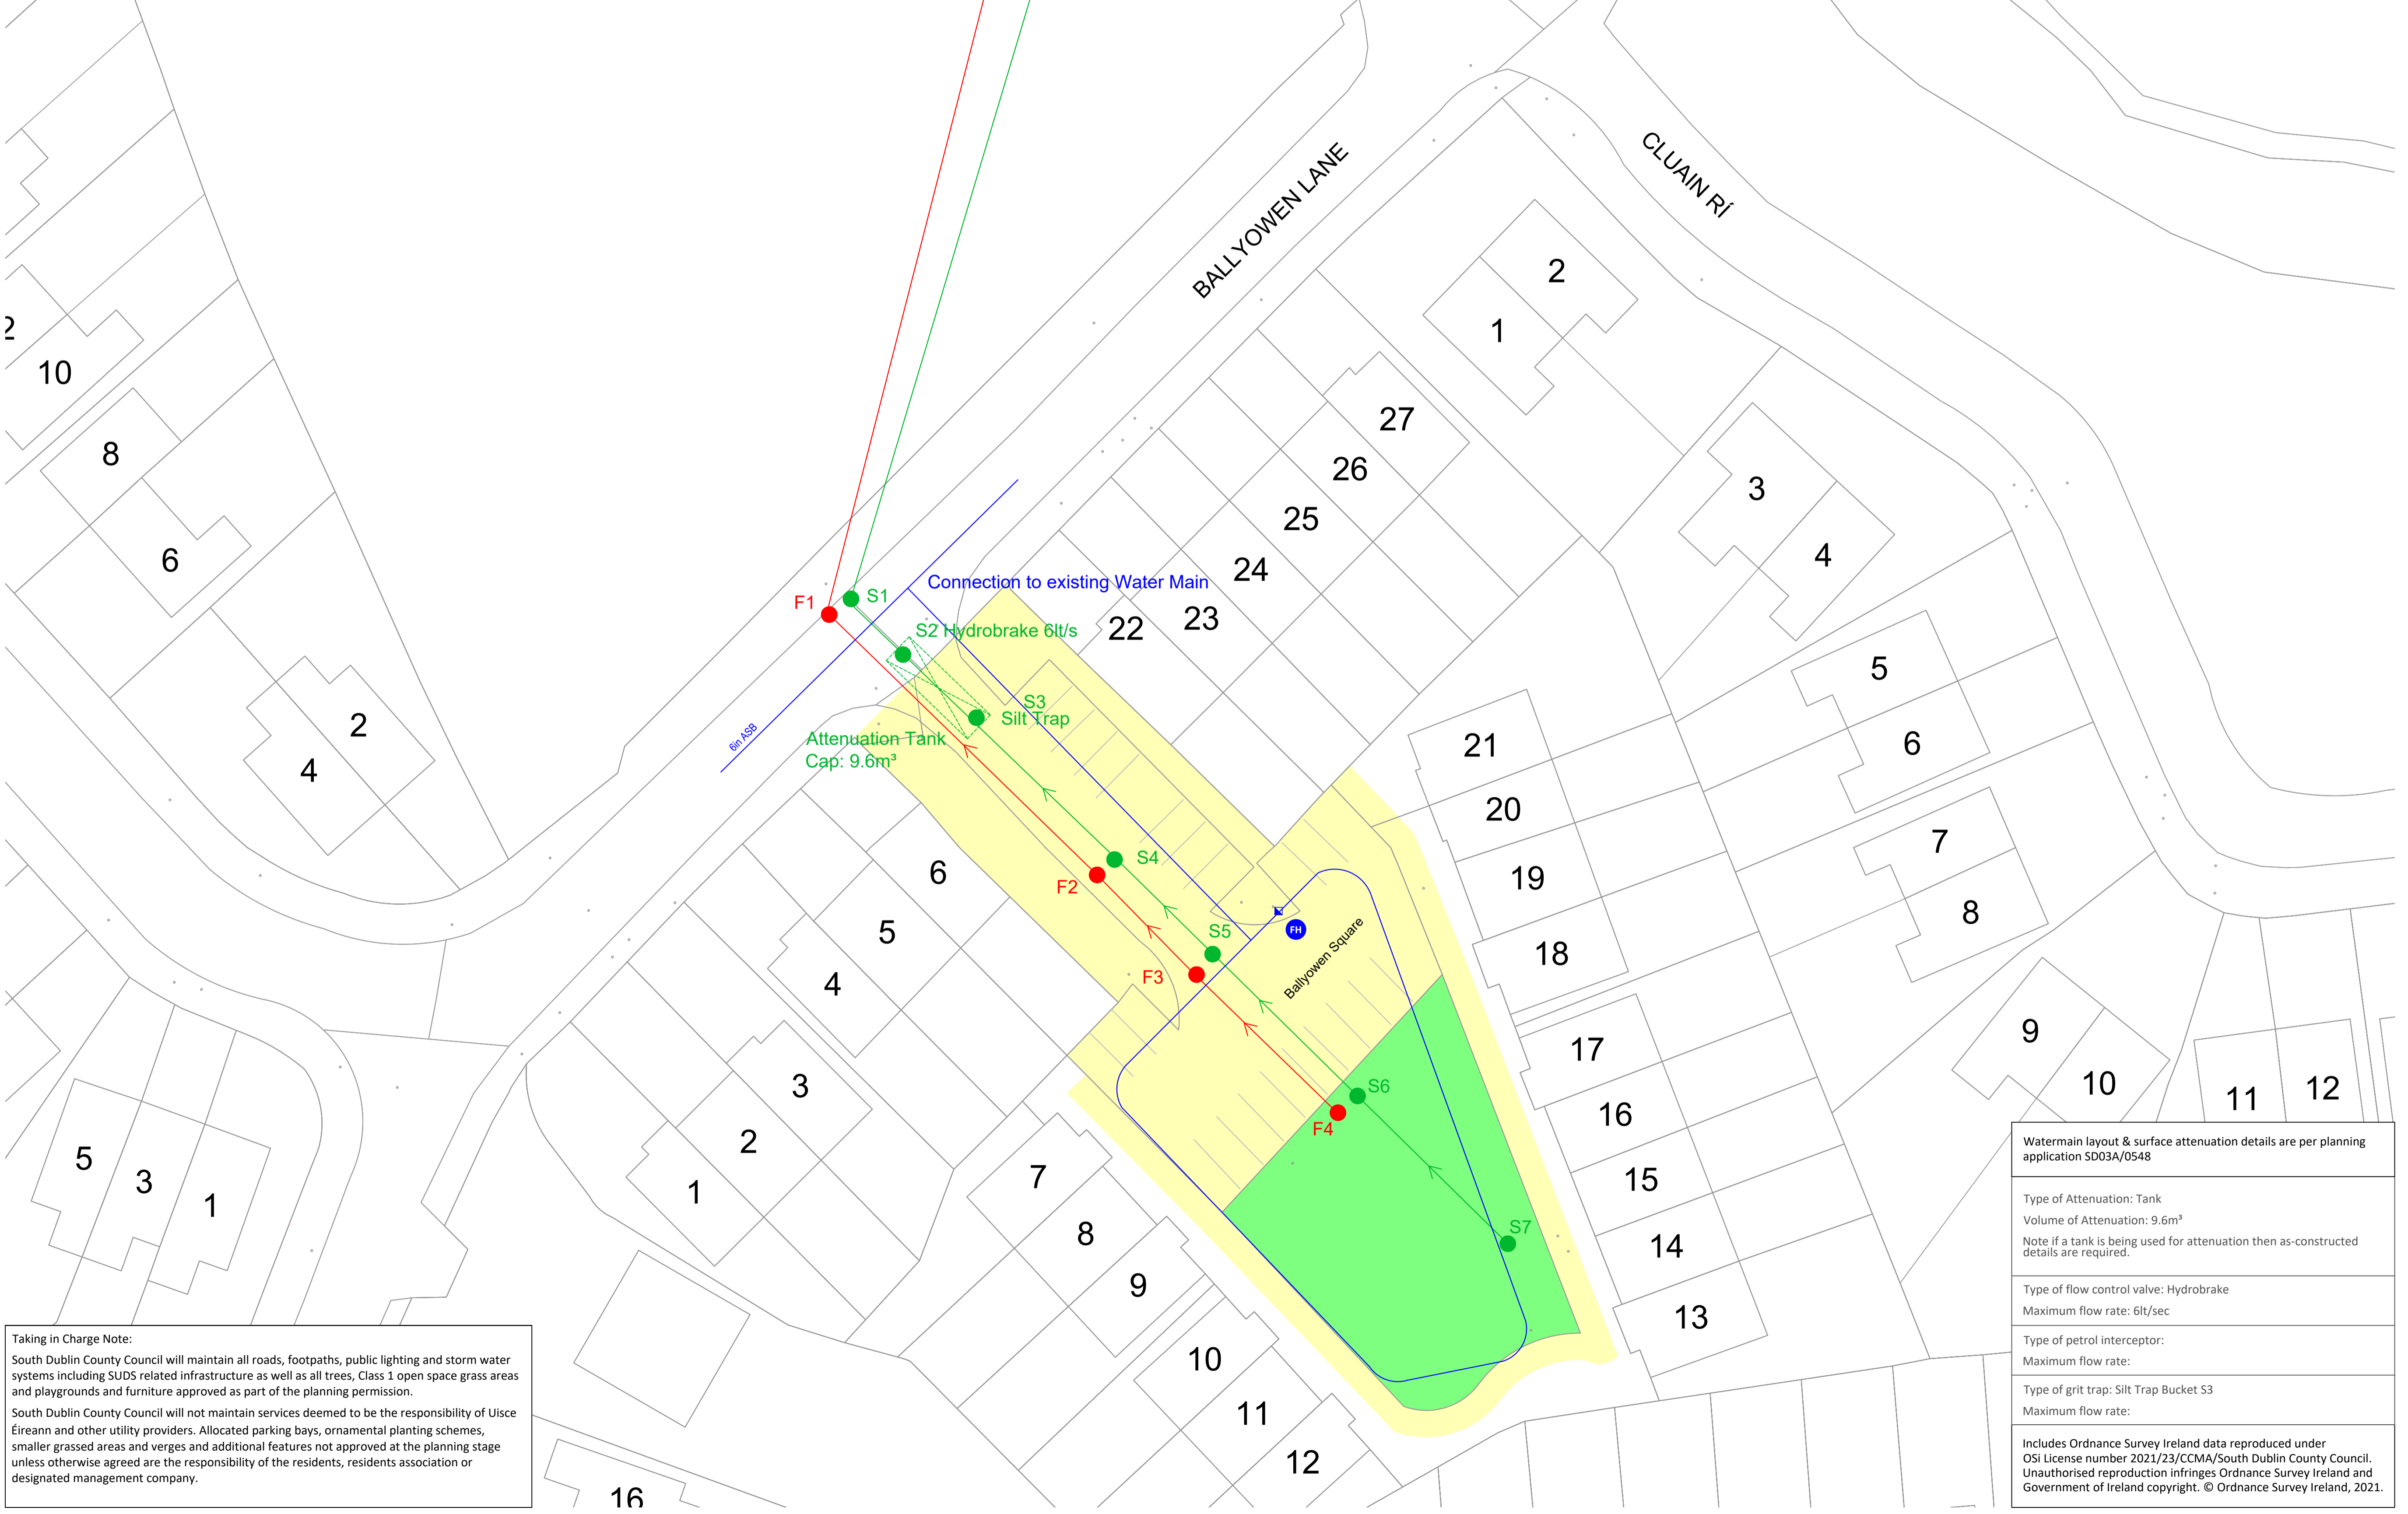 BALLYOWEN LANE
CLUAIN RÍ
2
10
8
6
2
4
5
3
1
2
1
27
26
25
24
23
22
3
4
5
6
7
8
9
10
11
12
21
20
19
18
17
16
15
14
13
6
5
4
3
2
1
7
8
9
10
11
12
16
F1
S1
Connection to existing Water Main
S2 Hydrobrake 6lt/s
S3
Silt Trap
6in ASB
Attenuation Tank
Cap: 9.6m³
S4
F2
S5
F3
FH
Ballyowen Square
S6
F4
S7
Taking in Charge Note:
South Dublin County Council will maintain all roads, footpaths, public lighting and storm water
systems including SUDS related infrastructure as well as all trees, Class 1 open space grass areas
and playgrounds and furniture approved as part of the planning permission.
South Dublin County Council will not maintain services deemed to be the responsibility of Uisce
Éireann and other utility providers. Allocated parking bays, ornamental planting schemes,
smaller grassed areas and verges and additional features not approved at the planning stage
unless otherwise agreed are the responsibility of the residents, residents association or
designated management company.
Watermain layout & surface attenuation details are per planning
application SD03A/0548
Type of Attenuation: Tank
Volume of Attenuation: 9.6m³
Note if a tank is being used for attenuation then as-constructed
details are required.
Type of flow control valve: Hydrobrake
Maximum flow rate: 6lt/sec
Type of petrol interceptor:
Maximum flow rate:
Type of grit trap: Silt Trap Bucket S3
Maximum flow rate:
Includes Ordnance Survey Ireland data reproduced under
OSi License number 2021/23/CCMA/South Dublin County Council.
Unauthorised reproduction infringes Ordnance Survey Ireland and
Government of Ireland copyright. © Ordnance Survey Ireland, 2021.